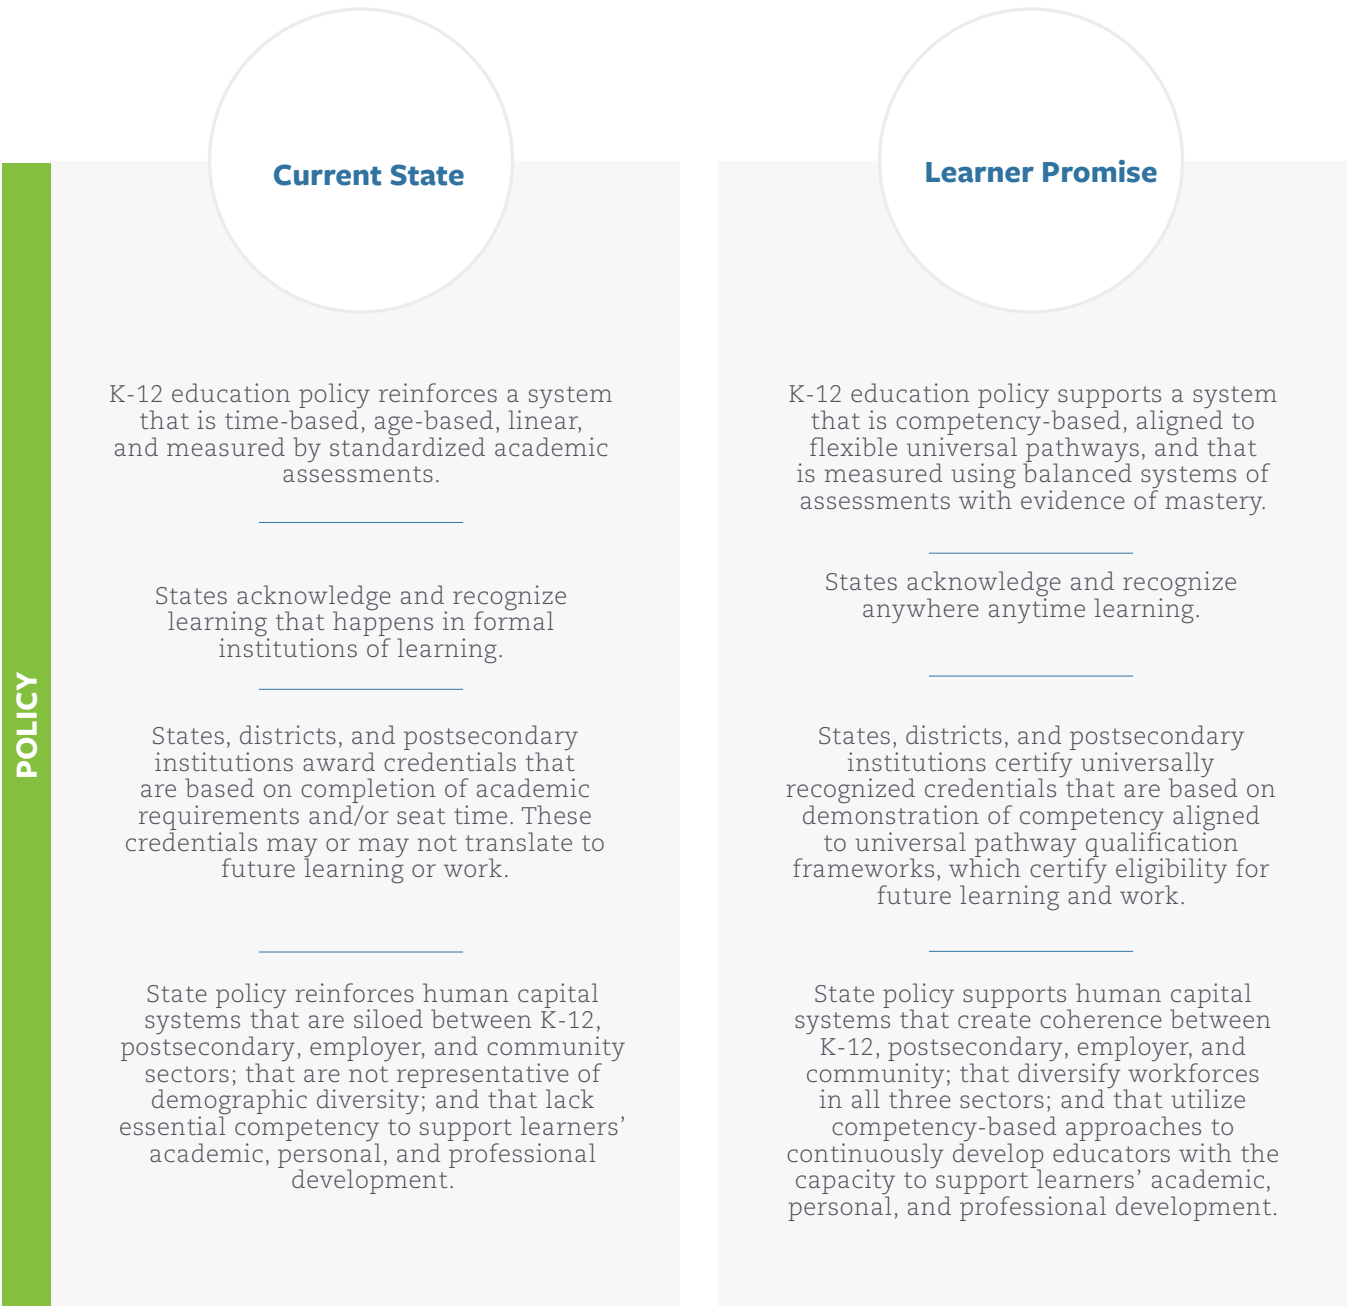 POLICY
Current State
K-12 education policy reinforces a system
that is time-based, age-based, linear,
and measured by standardized academic
assessments.
States acknowledge and recognize
learning that happens in formal
institutions of learning.
States, districts, and postsecondary
institutions award credentials that
are based on completion of academic
requirements and/or seat time. These
credentials may or may not translate to
future learning or work.
State policy reinforces human capital
systems that are siloed between K-12,
postsecondary, employer, and community
sectors; that are not representative of
demographic diversity; and that lack
essential competency to support learners’
academic, personal, and professional
development.
Learner Promise
K-12 education policy supports a system
that is competency-based, aligned to
flexible universal pathways, and that
is measured using balanced systems of
assessments with evidence of mastery.
States acknowledge and recognize
anywhere anytime learning.
States, districts, and postsecondary
institutions certify universally
recognized credentials that are based on
demonstration of competency aligned
to universal pathway qualification
frameworks, which certify eligibility for
future learning and work.
State policy supports human capital
systems that create coherence between
K-12, postsecondary, employer, and
community; that diversify workforces
in all three sectors; and that utilize
competency-based approaches to
continuously develop educators with the
capacity to support learners’ academic,
personal, and professional development.